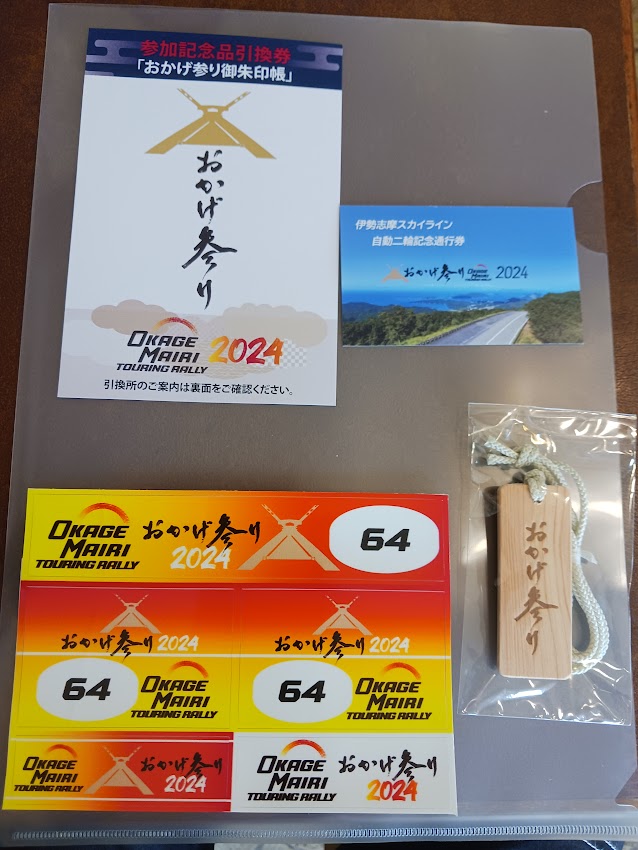 参加記念品引換券
「おかげ参り御朱印帳」
おかげ参り
OKAGE
MAIRI
TOURING RALLY
2024
引換所のご案内は裏面をご確認ください。
伊勢志摩スカイライン
自動二輪記念通行券
おかげ参り OKAGE MAIRI TOURING RALLY 2024
OKAGE
MAIRI
TOURING RALLY
おかげ参り
2024
64
おかげ参り 2024
64
OKAGE
MAIRI
TOURING RALLY
おかげ参り 2024
64
OKAGE
MAIRI
TOURING RALLY
OKAGE
MAIRI
TOURING RALLY
おかげ参り
2024
OKAGE
MAIRI
TOURING RALLY
おかげ参り
2024
おかげ参り